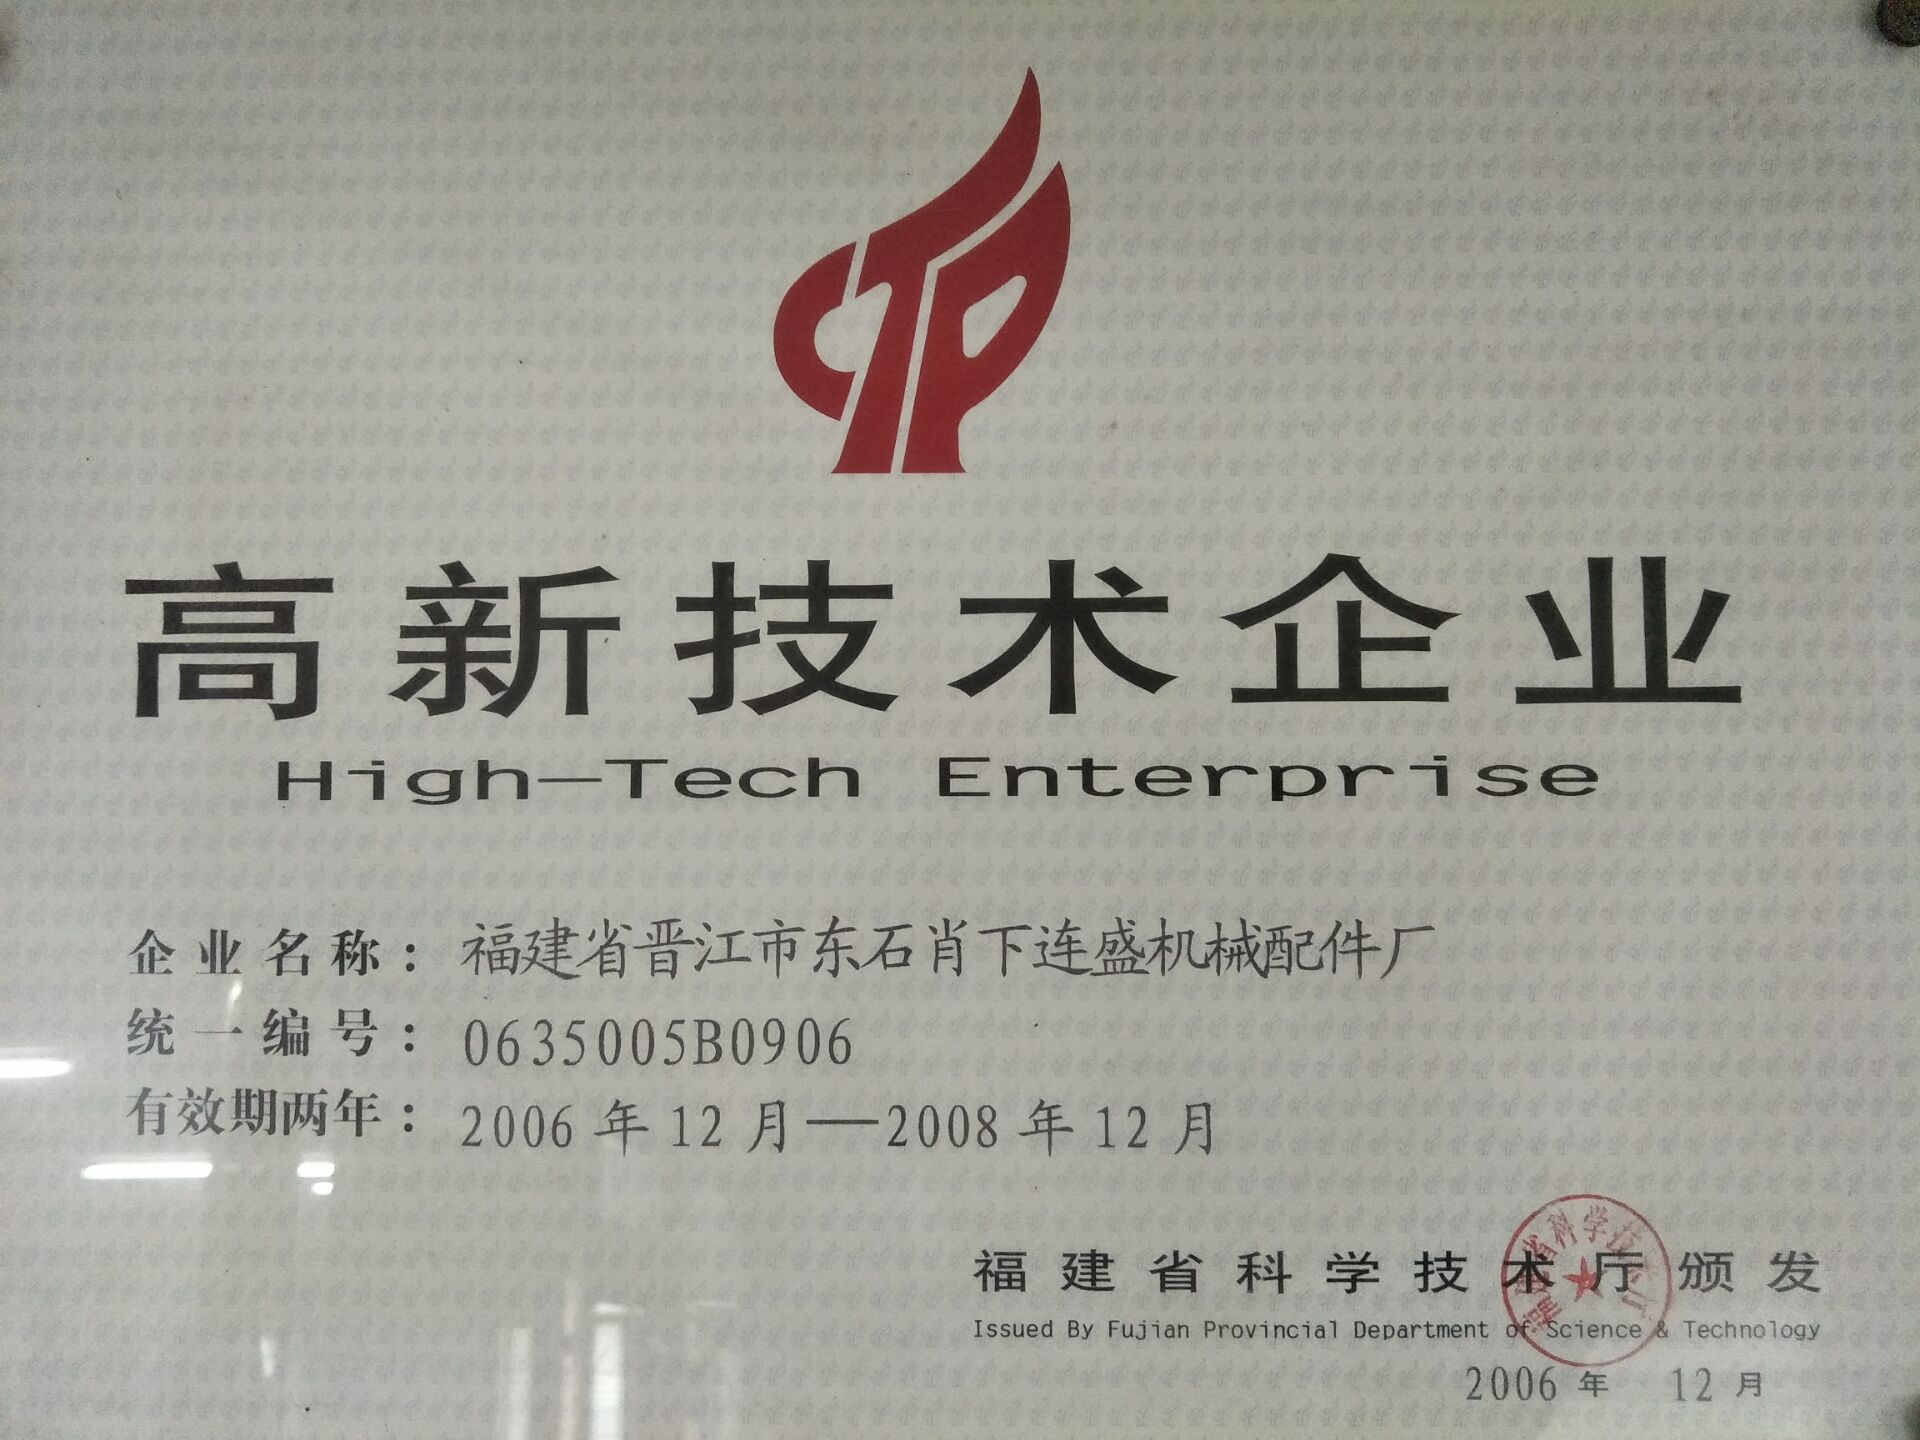 高新技术企业
High-Tech Enterprise
企业名称：福建省晋江市东石肖下连盛机械配件厂
统一编号：0635005B0906
有效期两年：2006年12月—2008年12月
福建省科学技术厅颁发
Issued By Fujian Provincial Department of Science & Technology
2006年 12月